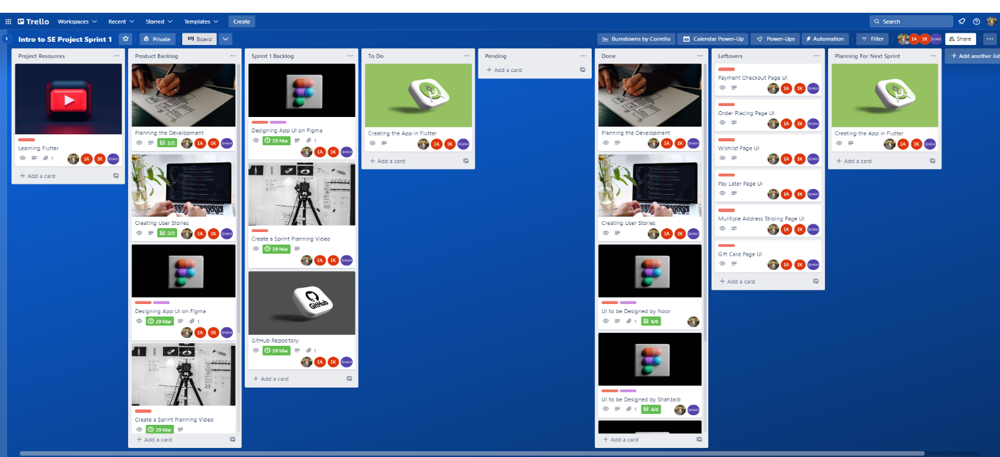 Trello
Workspaces
Recent
Starred
Templates
Create
Search
Intro to SE Project Sprint 1
Private
Board
Burndowns by Corrello
Calendar Power-Up
Power-Ups
Automation
Filter
IA IK SHAH
Share
Project Resources
Learning Flutter
1
IA IK SHAH
+ Add a card
Product Backlog
Planning the Development
2/2 IA IK SHAH
Creating User Stories
2/2 IA IK SHAH
Designing App UI on Figma
29 Mar 1
IA IK SHAH
Create a Sprint Planning Video
29 Mar
+ Add a card
Sprint 1 Backlog
Designing App UI on Figma
29 Mar 1
IA IK SHAH
Create a Sprint Planning Video
29 Mar
IA IK SHAH
GitHub
GitHub Repository
29 Mar 1
IA IK SHAH
+ Add a card
To Do
Creating the App in Flutter
IA IK SHAH
+ Add a card
Pending
+ Add a card
Done
Planning the Development
IA IK SHAH
Creating User Stories
IA IK SHAH
UI to be Designed by Noor
1 6/6
UI to be Designed by Shahzaib
1 4/4 SHAH
+ Add a card
Leftovers
Payment Checkout Page UI
IA IK SHAH
Order Placing Page UI
IA IK SHAH
Wishlist Page UI
IA IK SHAH
Pay Later Page UI
IA IK SHAH
Mulitiple Address Stroing Page UI
IA IK SHAH
Gift Card Page UI
IA IK SHAH
+ Add a card
Planning For Next Sprint
Creating the App in Flutter
IA IK SHAH
+ Add a card
+ Add another list